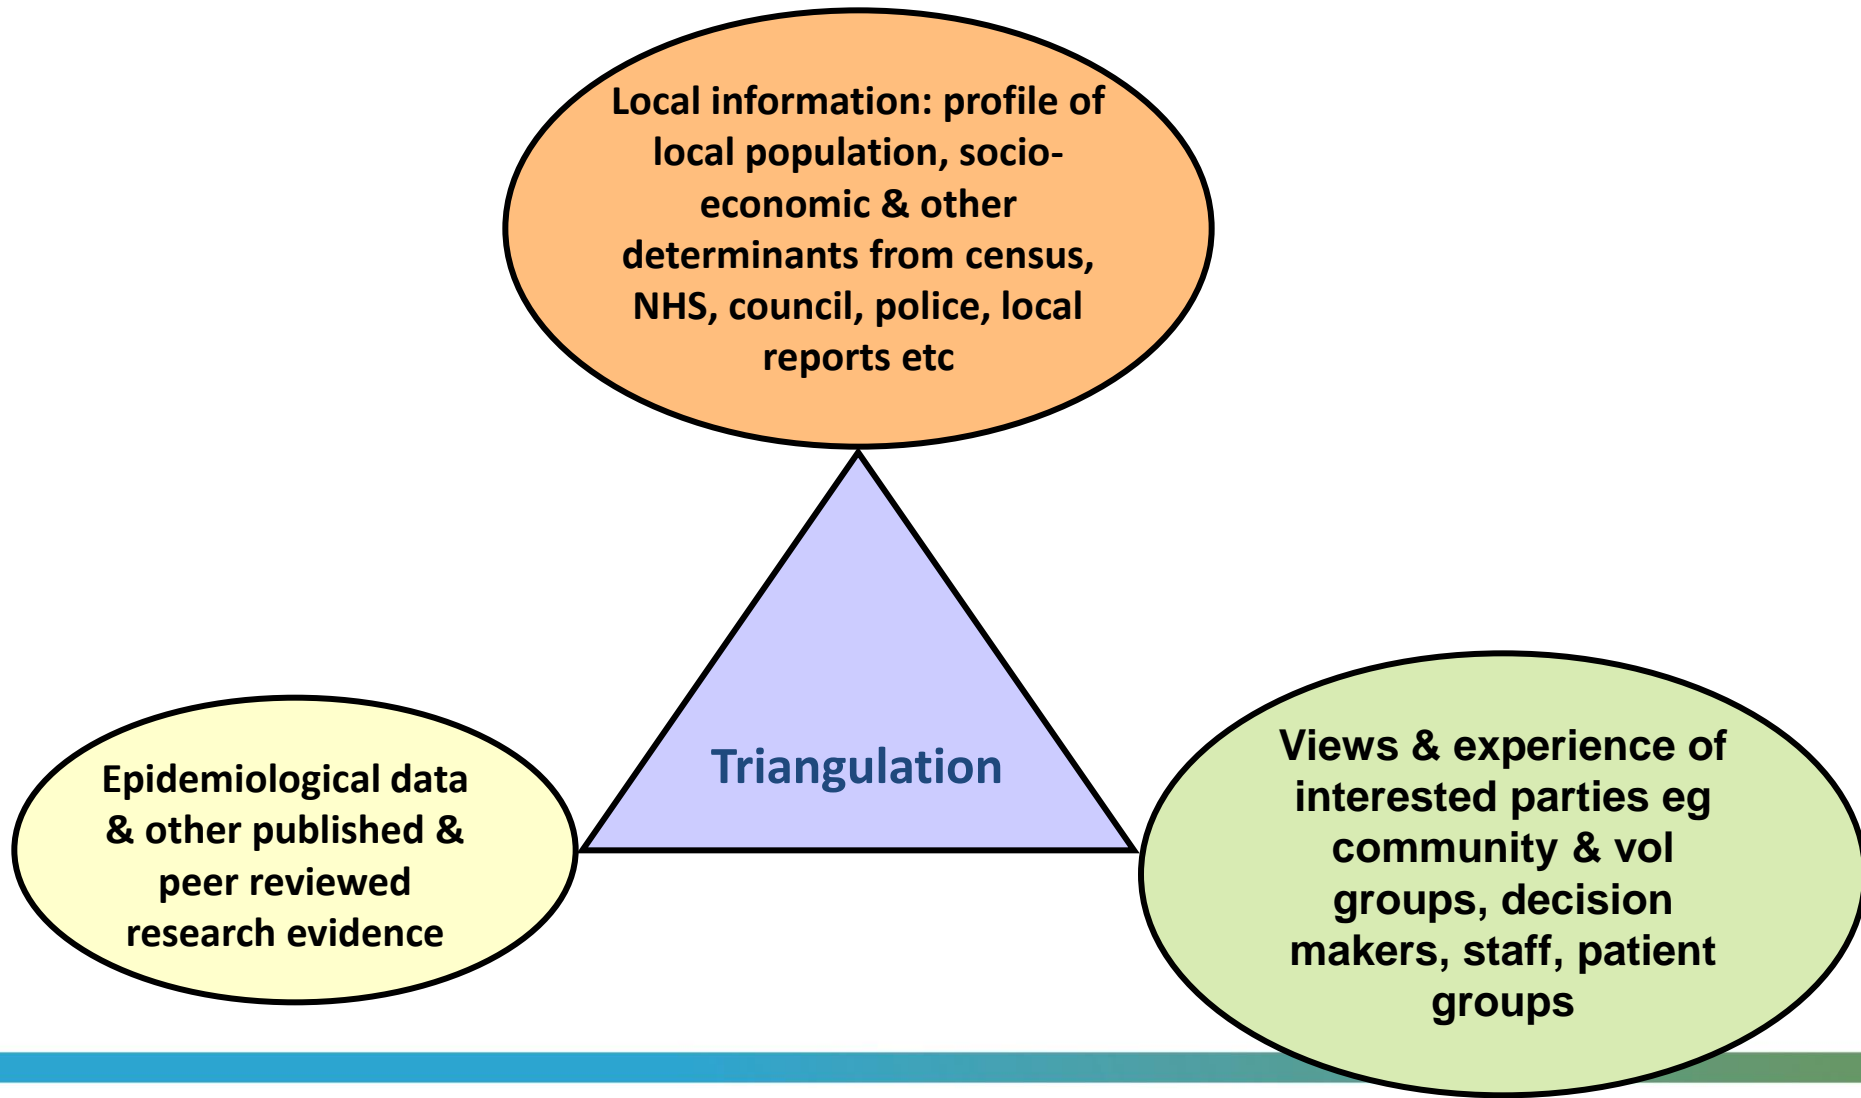 Local information: profile of
local population, socio-
economic & other
determinants from census,
NHS, council, police, local
reports etc
Triangulation
Epidemiological data
& other published &
peer reviewed
research evidence
Views & experience of
interested parties eg
community & vol
groups, decision
makers, staff, patient
groups